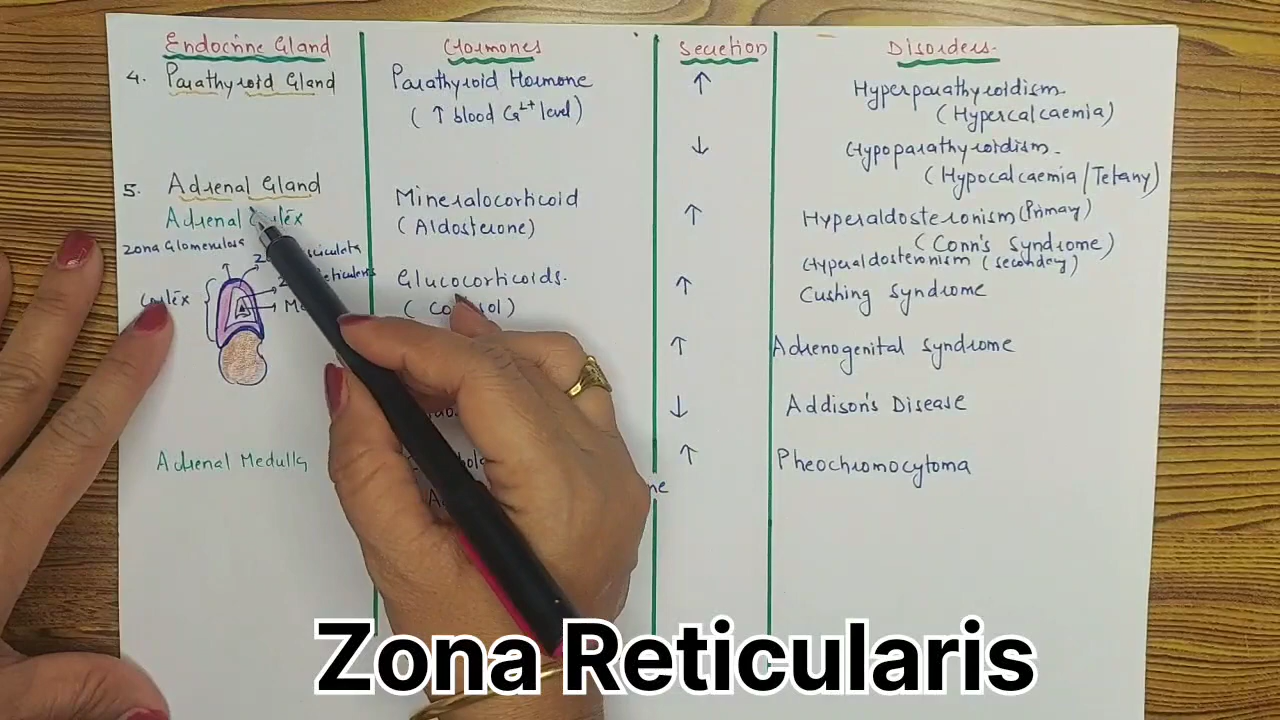 Endocrine Gland Hormones Secretion Disorders
4. Parathyroid Gland Parathyroid Hormone ↑ Hyperparathyroidism
(↑ blood Ca²⁺ level) (Hypercalcaemia)
↓ Hypoparathyroidism
(Hypocalcaemia/Tetany)
5. Adrenal Gland Mineralocorticoid ↑ Hyperaldosteronism (Primary)
Adrenal (Aldosterone) (Conn's Syndrome)
Zona Glomerulosa Hyperaldosteronism (secondary)
Cortex Glucocorticoids. ↑ Cushing Syndrome
↑ Adrenogenital Syndrome
↓ Addison's Disease
Adrenal Medulla ↑ Pheochromocytoma
Zona Reticularis